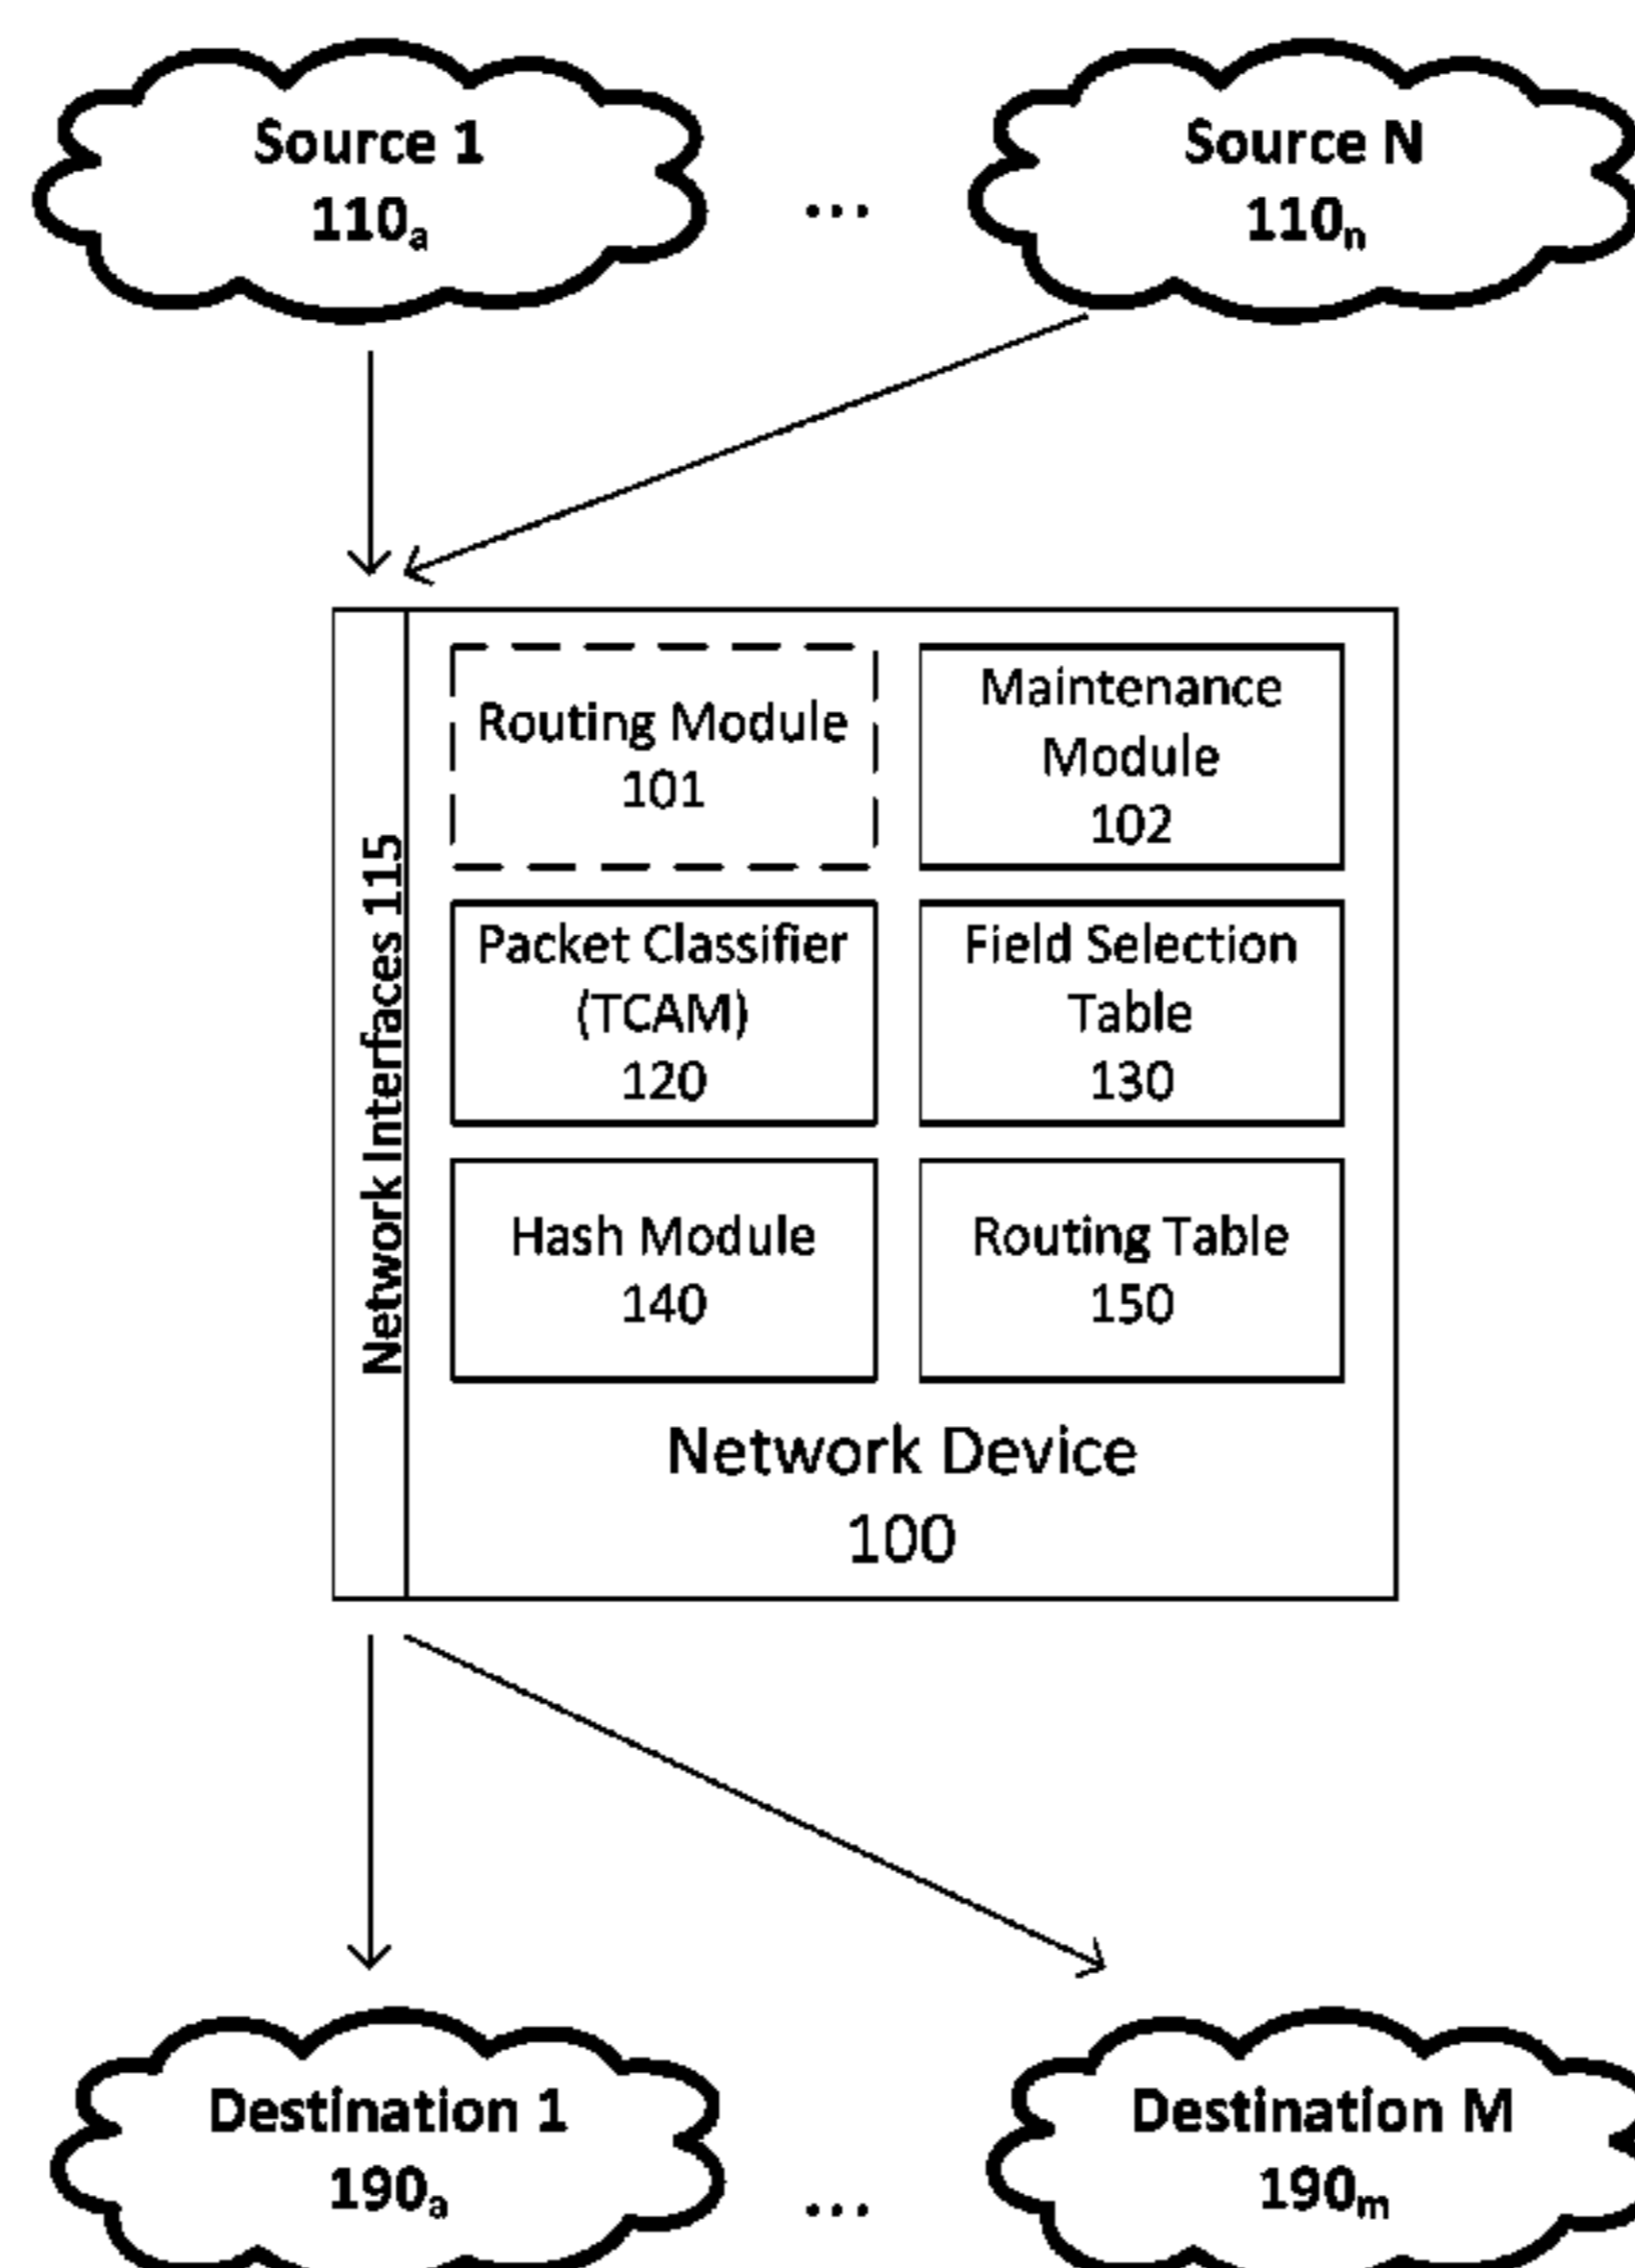 Source 1
110a
...
Source N
110n
Network Interfaces 115
Routing Module
101
Maintenance
Module
102
Packet Classifier
(TCAM)
120
Field Selection
Table
130
Hash Module
140
Routing Table
150
Network Device
100
Destination 1
190a
...
Destination M
190m